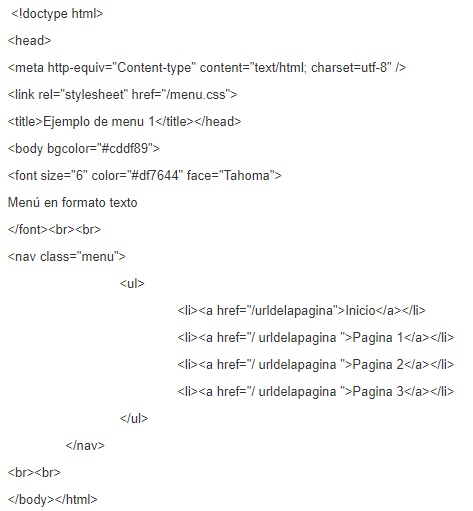 <!doctype html>
<head>
<meta http-equiv="Content-type" content="text/html; charset=utf-8" />
<link rel="stylesheet" href="/menu.css">
<title>Ejemplo de menu 1</title></head>
<body bgcolor="#cddf89">
<font size="6" color="#df7644" face="Tahoma">
Menú en formato texto
</font><br><br>
<nav class="menu">
<ul>
<li><a href="/urldelapagina">Inicio</a></li>
<li><a href="/ urldelapagina ">Pagina 1</a></li>
<li><a href="/ urldelapagina ">Pagina 2</a></li>
<li><a href="/ urldelapagina ">Pagina 3</a></li>
</ul>
</nav>
<br><br>
</body></html>